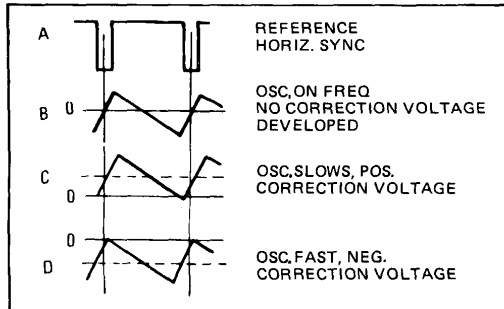 A
REFERENCE
HORIZ. SYNC
B
0
OSC, ON FREQ
NO CORRECTION VOLTAGE
DEVELOPED
C
0
OSC, SLOWS, POS.
CORRECTION VOLTAGE
0
D
OSC, FAST, NEG.
CORRECTION VOLTAGE